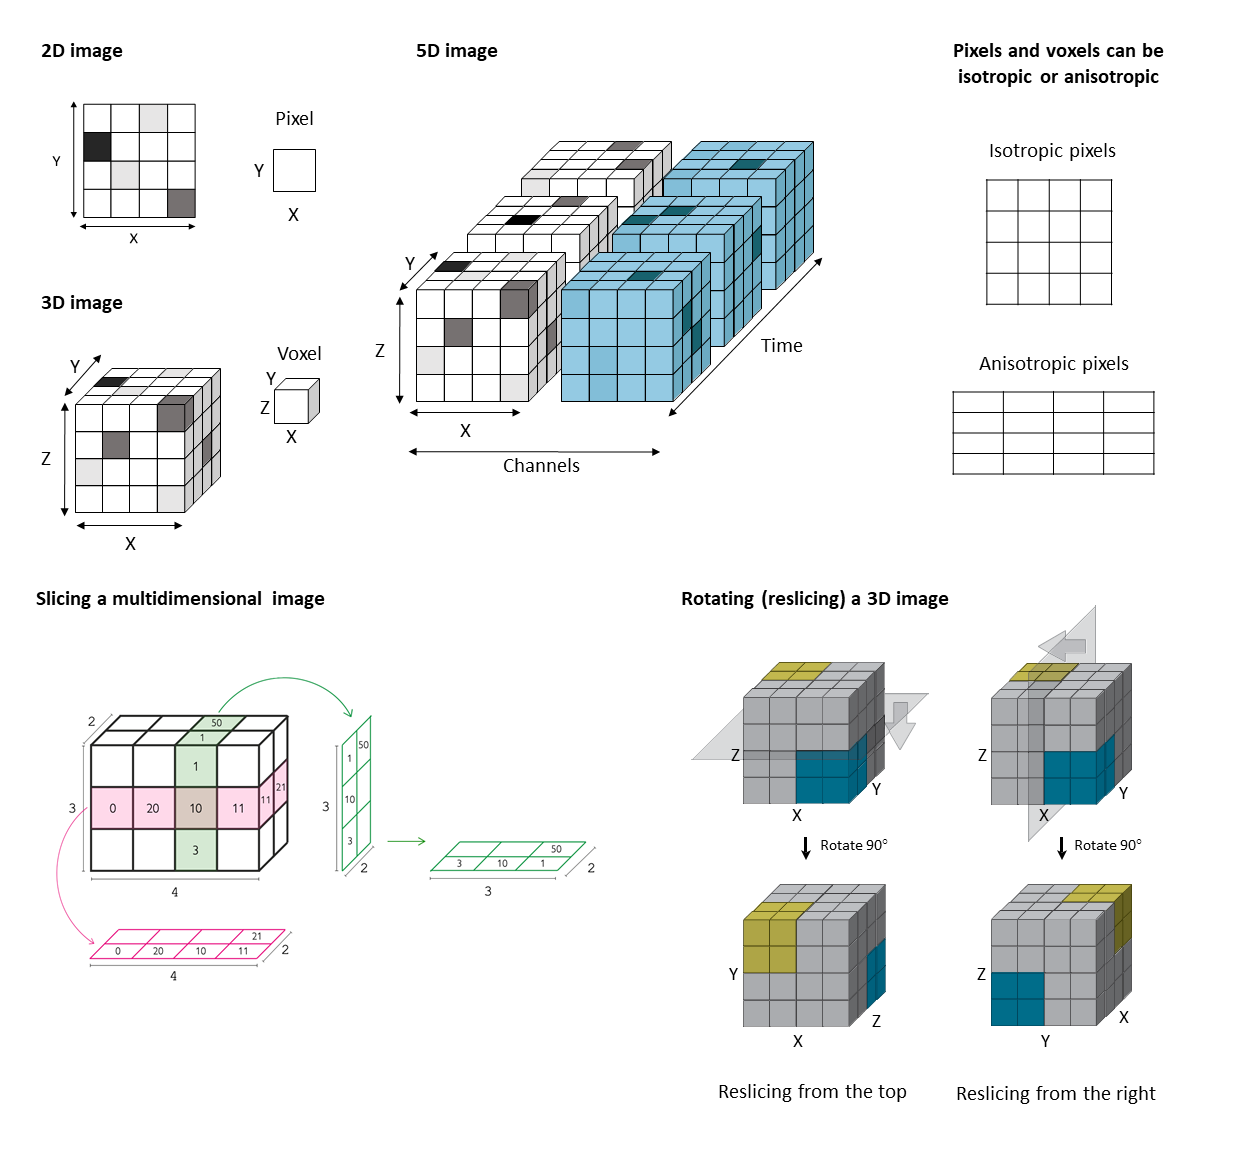 2D image
5D image
Pixels and voxels can be
isotropic or anisotropic
Pixel
Y
X
Y
X
Isotropic pixels
3D image
Voxel
Y
Z
X
Y
Z
X
Y
Z
X
Channels
Time
Anisotropic pixels
Slicing a multidimensional image
2
50
1
1
0 20 10 11 11 21
3
3
4
50
1
10
3
3
2
50
3 10 1
2
3
21
0 20 10 11
2
4
Rotating (reslicing) a 3D image
Z
Y
X
Rotate 90°
Y
Z
X
Reslicing from the top
Z
Y
X
Rotate 90°
Z
X
Y
Reslicing from the right